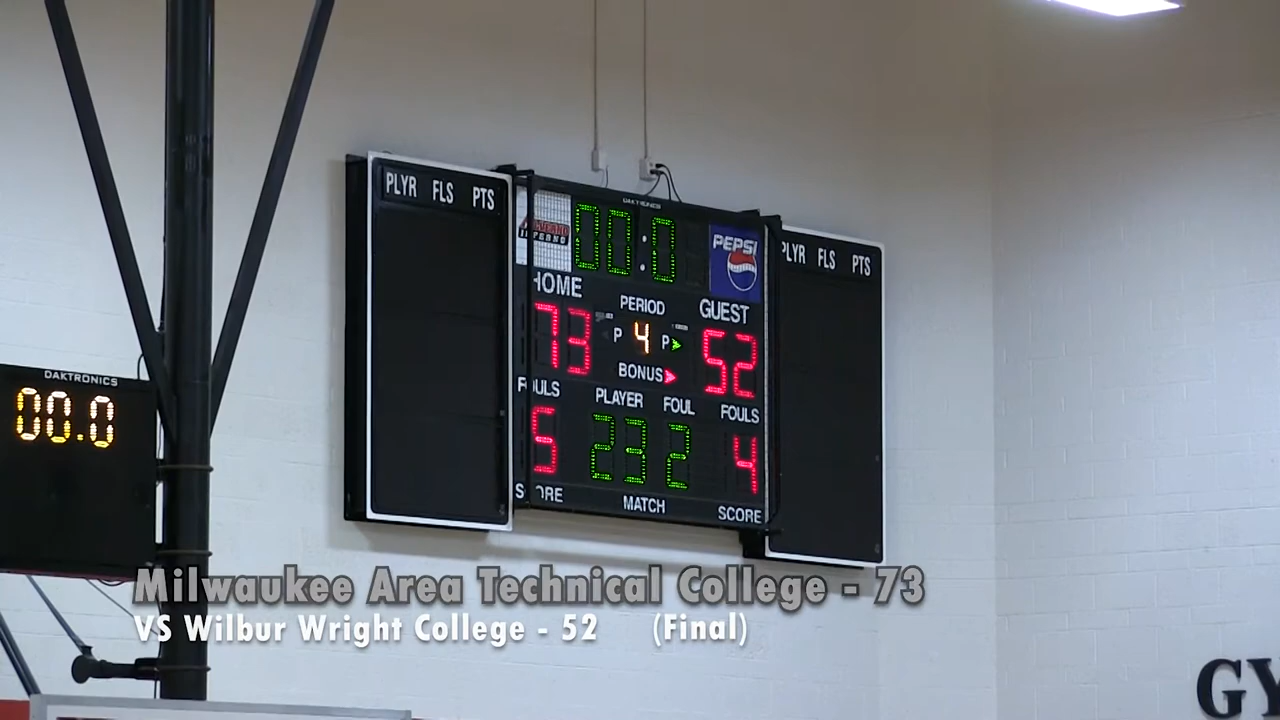 DAKTRONICS
PLYR FLS PTS
00:0
PEPSI
PLYR FLS PTS
HOME
PERIOD
GUEST
73
P 4 P
52
BONUS
FOULS
PLAYER FOUL
FOULS
5
23 2
4
MATCH
SCORE
DAKTRONICS
00.0
Milwaukee Area Technical College - 73
VS Wilbur Wright College - 52 (Final)
GY